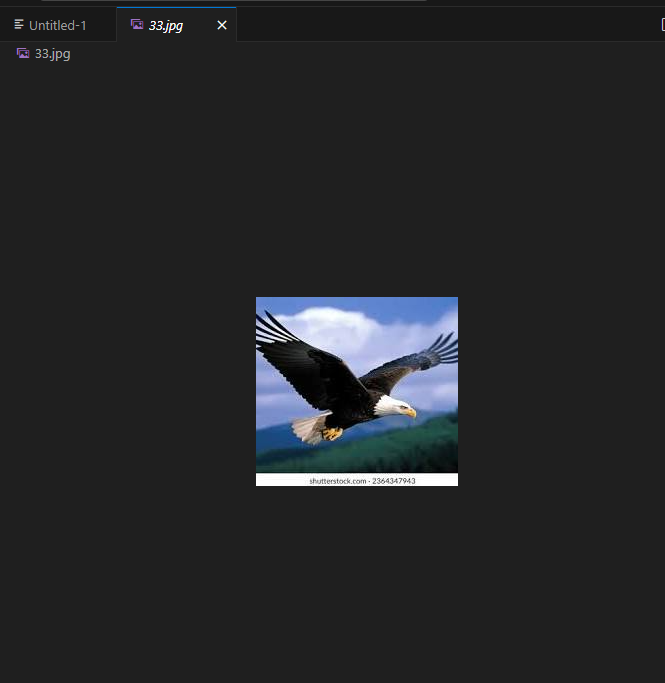 Untitled-1
33.jpg
33.jpg
shutterstock.com · 2364347943